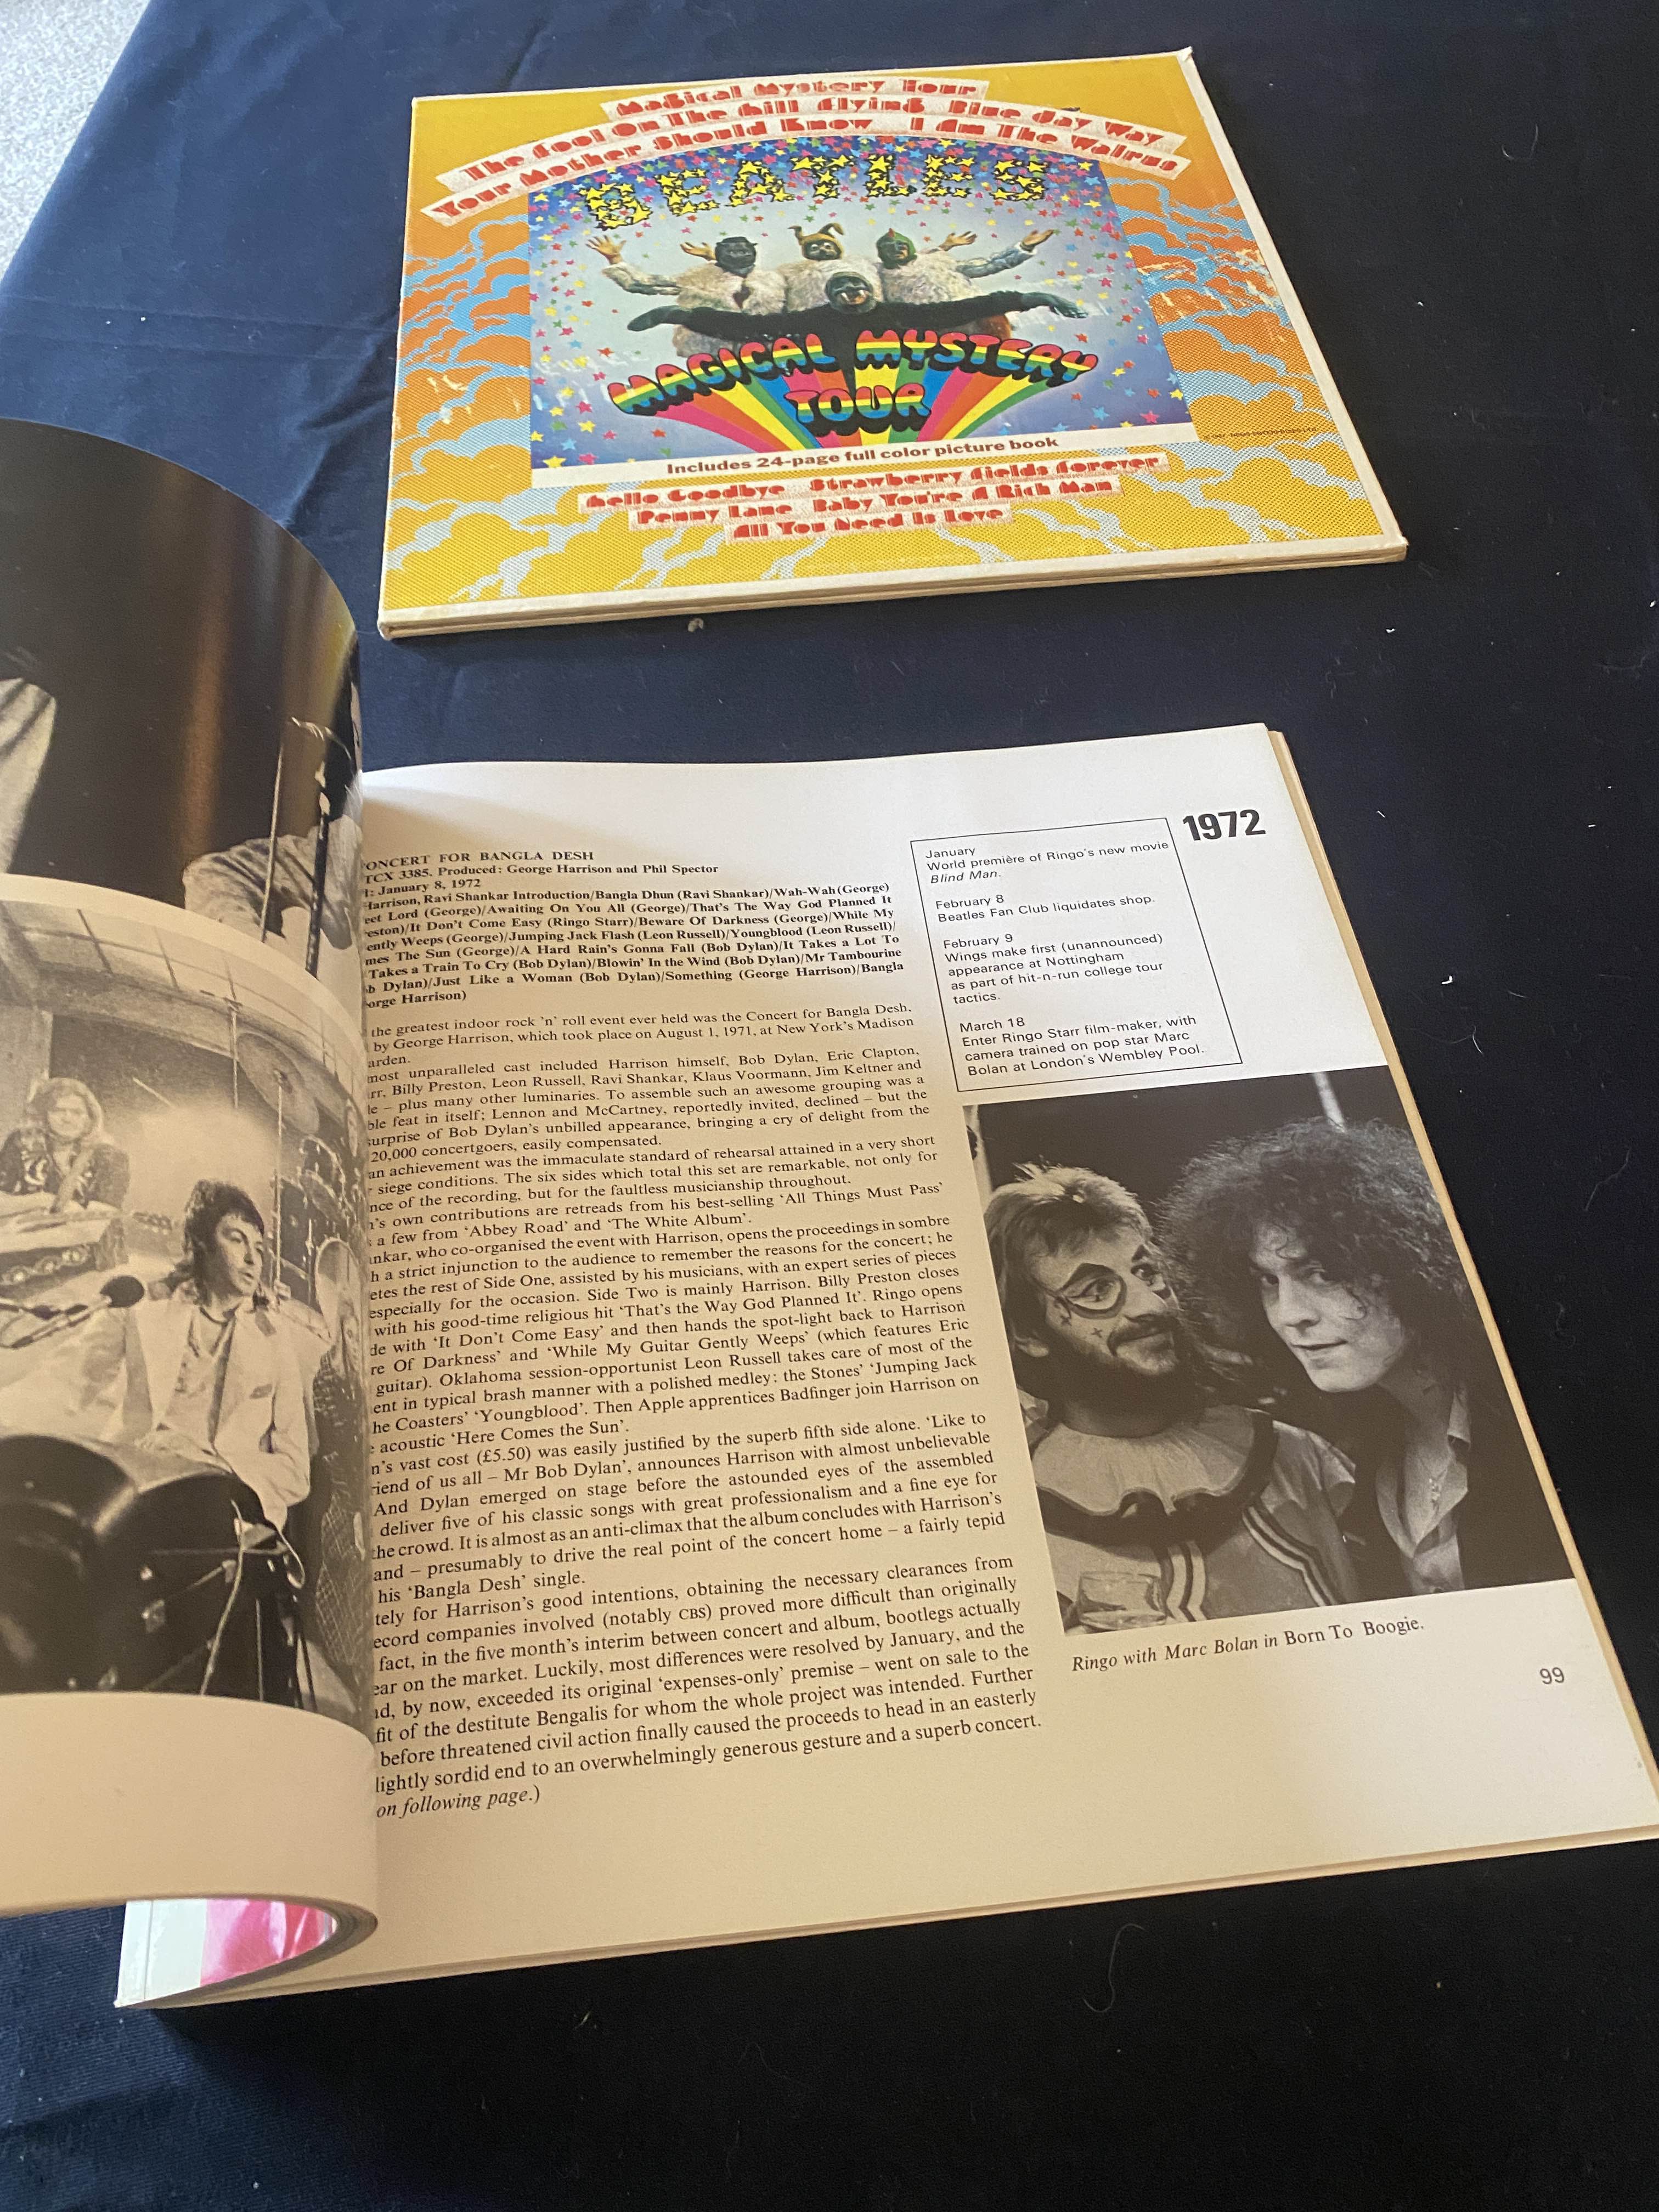 Magical Mystery Tour
The Fool On The Hill Flying Blue Jay Way
Your Mother Should Know I Am The Walrus
BEATLES
MAGICAL MYSTERY
TOUR
Includes 24-page full color picture book
Hello Goodbye Strawberry Fields Forever
Penny Lane Baby You're A Rich Man
All You Need Is Love
ONCERT FOR BANGLA DESH
TCX 3385. Produced: George Harrison and Phil Spector
: January 8, 1972
Harrison, Ravi Shankar Introduction/Bangla Dhun (Ravi Shankar)/Wah-Wah(George)
eet Lord (George)/Awaiting On You All (George)/That's The Way God Planned It
eston)/It Don't Come Easy (Ringo Starr)/Beware Of Darkness (George)/While My
ently Weeps (George)/Jumping Jack Flash (Leon Russell)/Youngblood (Leon Russell)/
mes The Sun (George)/A Hard Rain's Gonna Fall (Bob Dylan)/It Takes a Lot To
Takes a Train To Cry (Bob Dylan)/Blowin' In the Wind (Bob Dylan)/Mr Tambourine
b Dylan)/Just Like a Woman (Bob Dylan)/Something (George Harrison)/Bangla
orge Harrison)
the greatest indoor rock 'n' roll event ever held was the Concert for Bangla Desh,
by George Harrison, which took place on August 1, 1971, at New York's Madison
arden.
most unparalleled cast included Harrison himself, Bob Dylan, Eric Clapton,
rr, Billy Preston, Leon Russell, Ravi Shankar, Klaus Voormann, Jim Keltner and
le – plus many other luminaries. To assemble such an awesome grouping was a
ble feat in itself; Lennon and McCartney, reportedly invited, declined – but the
surprise of Bob Dylan's unbilled appearance, bringing a cry of delight from the
20,000 concertgoers, easily compensated.
an achievement was the immaculate standard of rehearsal attained in a very short
siege conditions. The six sides which total this set are remarkable, not only for
nce of the recording, but for the faultless musicianship throughout.
's own contributions are retreads from his best-selling 'All Things Must Pass'
a few from 'Abbey Road' and 'The White Album'.
ankar, who co-organised the event with Harrison, opens the proceedings in sombre
h a strict injunction to the audience to remember the reasons for the concert; he
etes the rest of Side One, assisted by his musicians, with an expert series of pieces
especially for the occasion. Side Two is mainly Harrison. Billy Preston closes
with his good-time religious hit 'That's the Way God Planned It'. Ringo opens
de with 'It Don't Come Easy' and then hands the spot-light back to Harrison
re Of Darkness' and 'While My Guitar Gently Weeps' (which features Eric
guitar). Oklahoma session-opportunist Leon Russell takes care of most of the
ent in typical brash manner with a polished medley: the Stones' 'Jumping Jack
he Coasters' 'Youngblood'. Then Apple apprentices Badfinger join Harrison on
acoustic 'Here Comes the Sun'.
n's vast cost (£5.50) was easily justified by the superb fifth side alone. 'Like to
riend of us all – Mr Bob Dylan', announces Harrison with almost unbelievable
And Dylan emerged on stage before the astounded eyes of the assembled
deliver five of his classic songs with great professionalism and a fine eye for
the crowd. It is almost as an anti-climax that the album concludes with Harrison's
and – presumably to drive the real point of the concert home – a fairly tepid
his 'Bangla Desh' single.
tely for Harrison's good intentions, obtaining the necessary clearances from
ecord companies involved (notably CBS) proved more difficult than originally
fact, in the five month's interim between concert and album, bootlegs actually
ear on the market. Luckily, most differences were resolved by January, and the
d, by now, exceeded its original 'expenses-only' premise – went on sale to the
fit of the destitute Bengalis for whom the whole project was intended. Further
before threatened civil action finally caused the proceeds to head in an easterly
lightly sordid end to an overwhelmingly generous gesture and a superb concert.
on following page.)
1972
January
World première of Ringo's new movie
Blind Man.
February 8
Beatles Fan Club liquidates shop.
February 9
Wings make first (unannounced)
appearance at Nottingham
as part of hit-n-run college tour
tactics.
March 18
Enter Ringo Starr film-maker, with
camera trained on pop star Marc
Bolan at London's Wembley Pool.
Ringo with Marc Bolan in Born To Boogie.
99